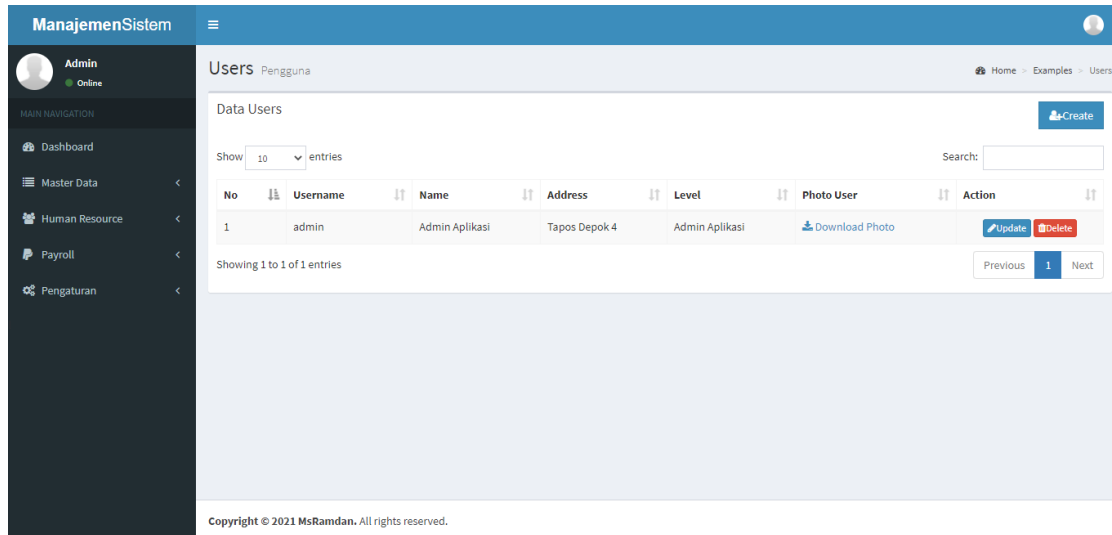 ManajemenSistem
Admin
Online
MAIN NAVIGATION
Dashboard
Master Data
Human Resource
Payroll
Pengaturan
Users Pengguna
Home > Examples > Users
Data Users
Create
Show 10 entries
Search:
No Username Name Address Level Photo User Action
1 admin Admin Aplikasi Tapos Depok 4 Admin Aplikasi Download Photo Update Delete
Showing 1 to 1 of 1 entries
Previous 1 Next
Copyright © 2021 MsRamdan. All rights reserved.